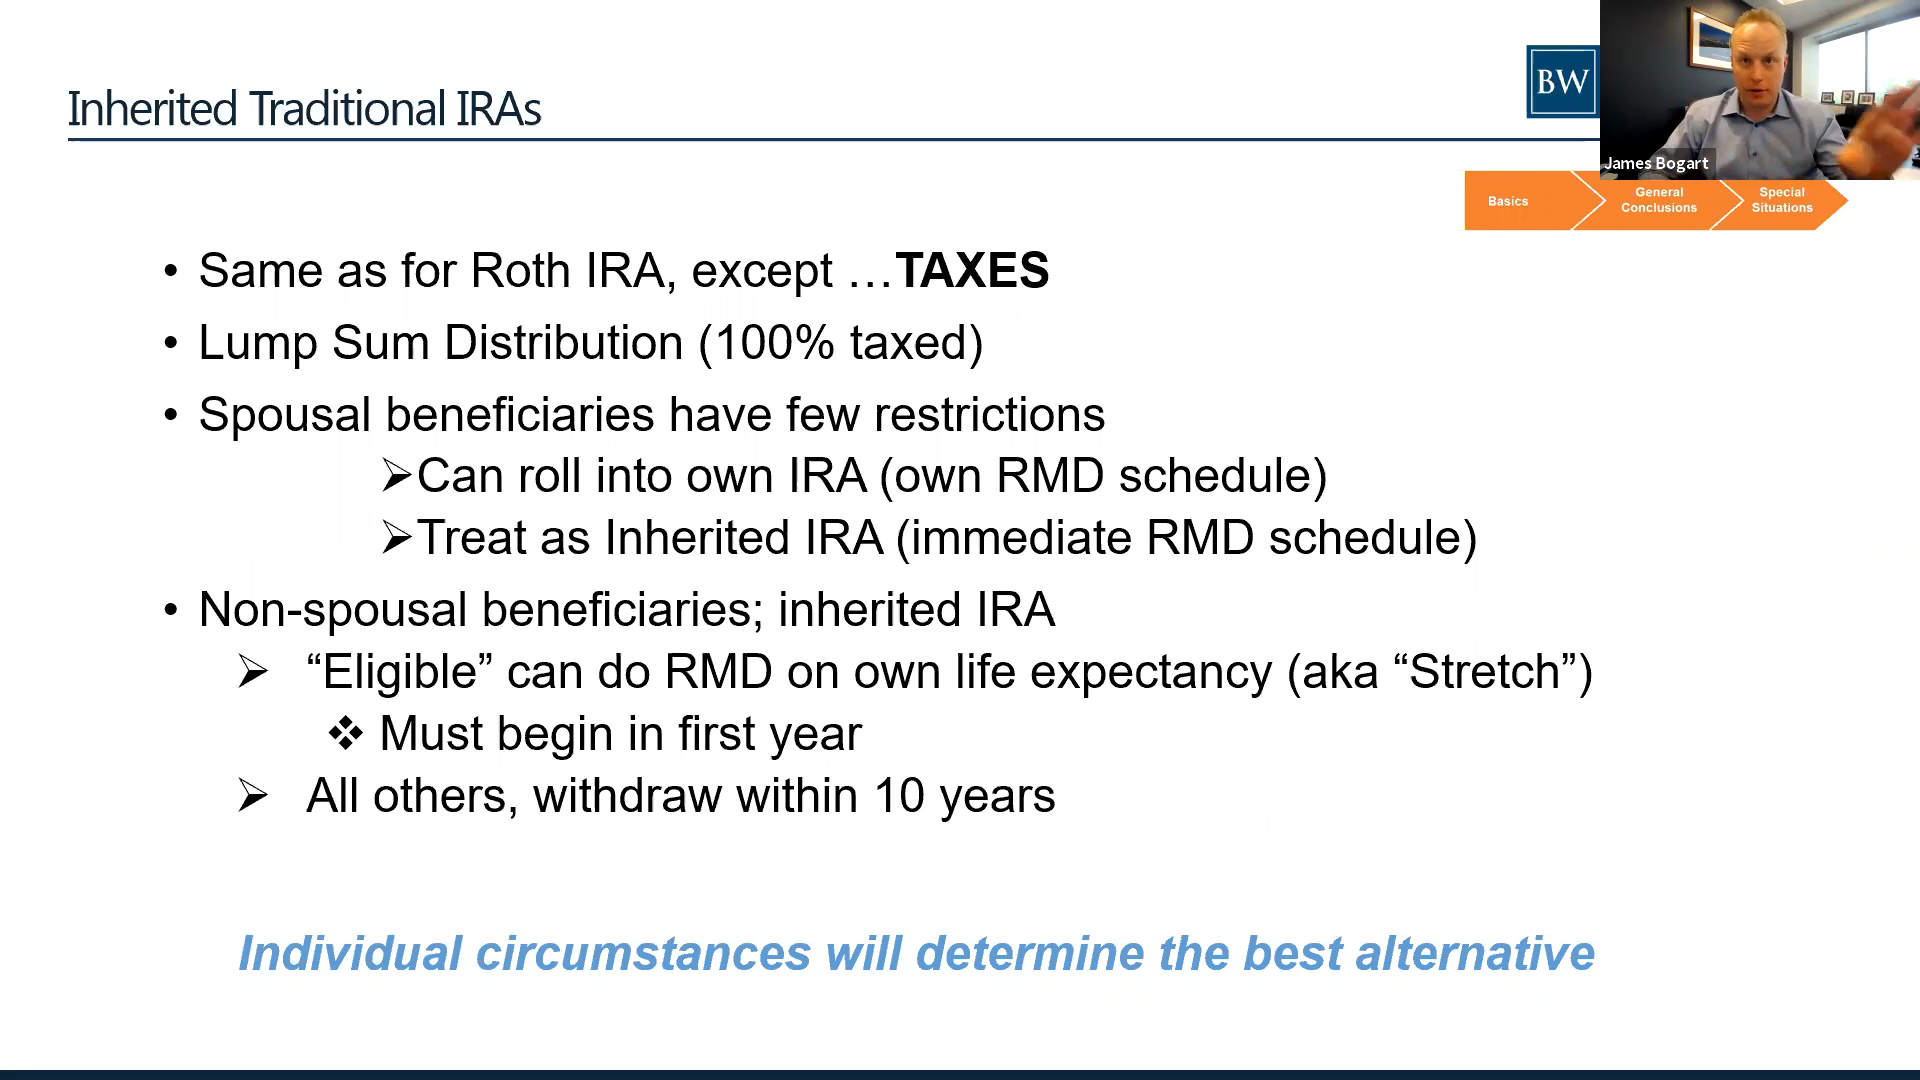 Inherited Traditional IRAs
BW
James Bogart
Basics
General
Conclusions
Special
Situations
• Same as for Roth IRA, except …TAXES
• Lump Sum Distribution (100% taxed)
• Spousal beneficiaries have few restrictions
➢Can roll into own IRA (own RMD schedule)
➢Treat as Inherited IRA (immediate RMD schedule)
• Non-spousal beneficiaries; inherited IRA
➢ “Eligible” can do RMD on own life expectancy (aka “Stretch”)
❖ Must begin in first year
➢ All others, withdraw within 10 years
Individual circumstances will determine the best alternative